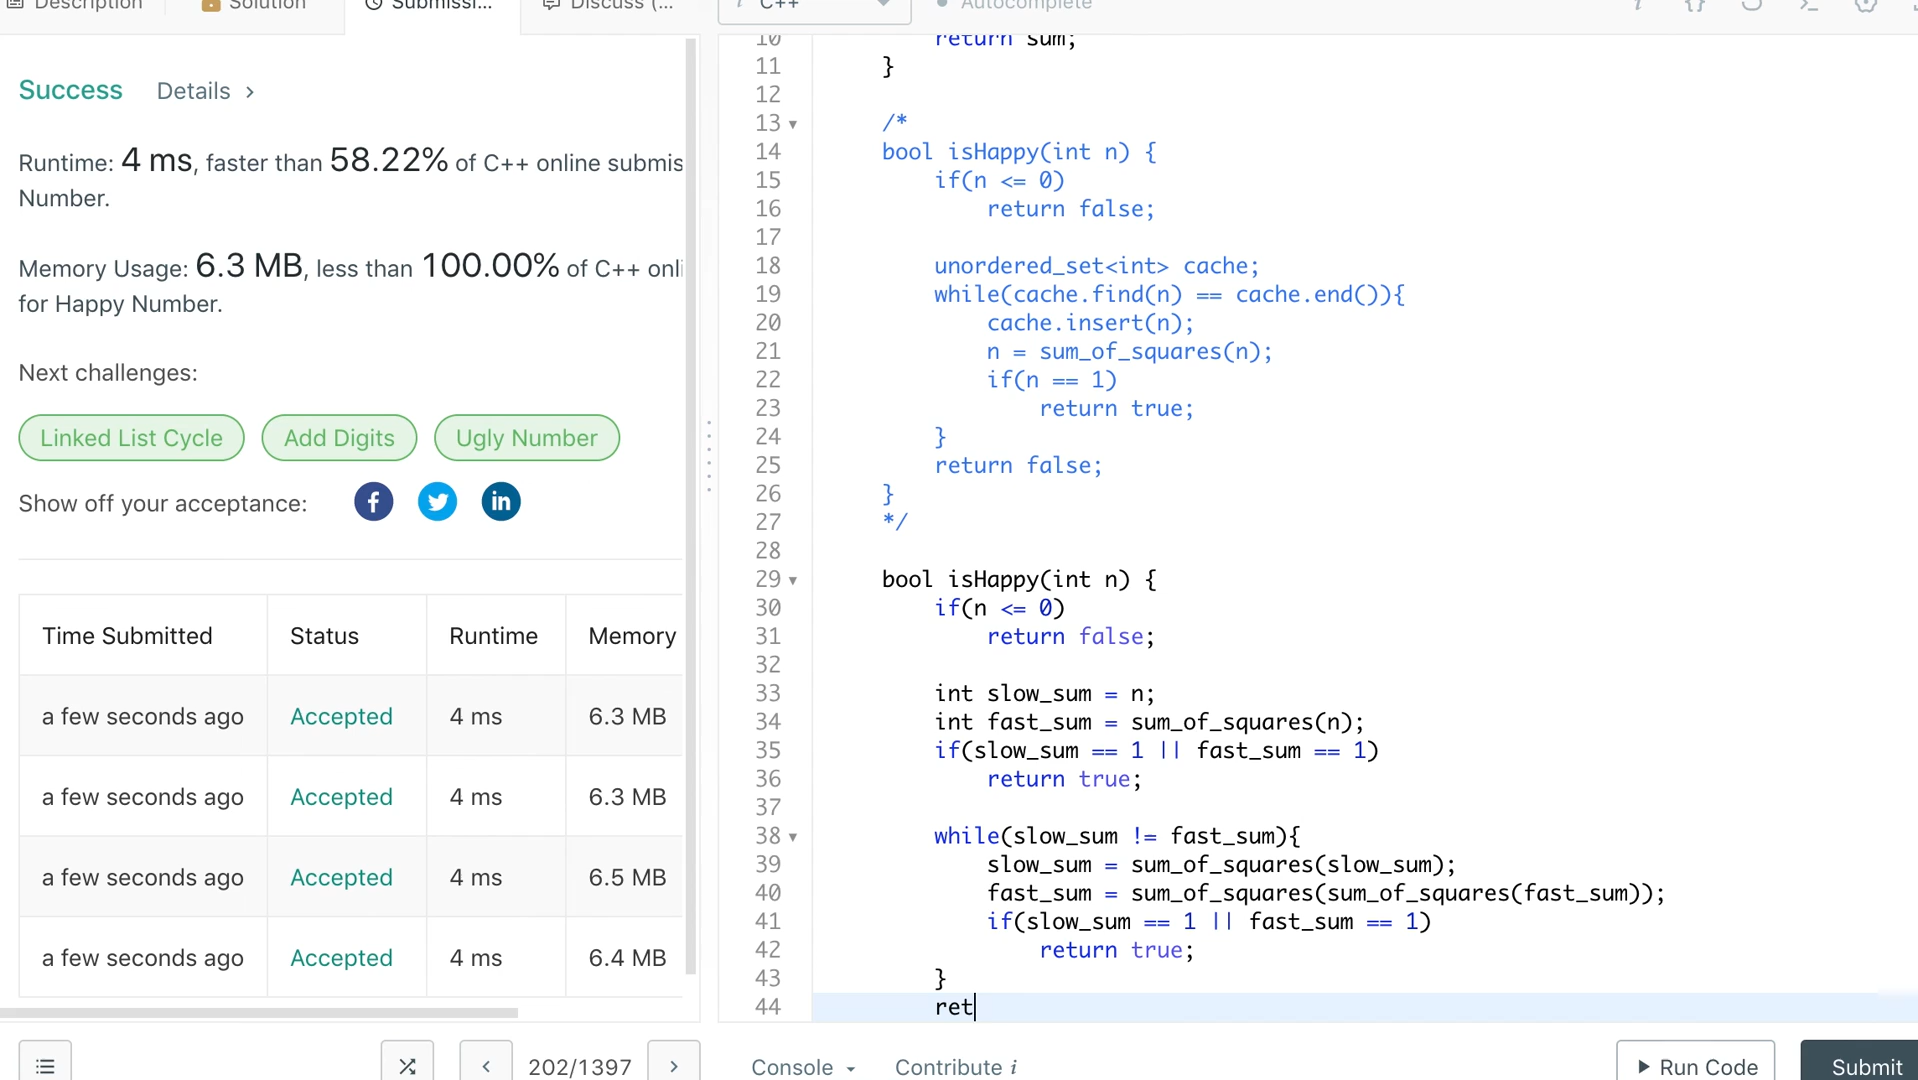 Description
Solution
Submissi...
Discuss (...
i C++
Autocomplete
Success Details >
Runtime: 4 ms, faster than 58.22% of C++ online submis
Number.
Memory Usage: 6.3 MB, less than 100.00% of C++ onli
for Happy Number.
Next challenges:
Linked List Cycle
Add Digits
Ugly Number
Show off your acceptance:
Time Submitted Status Runtime Memory
a few seconds ago Accepted 4 ms 6.3 MB
a few seconds ago Accepted 4 ms 6.3 MB
a few seconds ago Accepted 4 ms 6.5 MB
a few seconds ago Accepted 4 ms 6.4 MB
202/1397
10 return sum;
11 }
12
13 /*
14 bool isHappy(int n) {
15 if(n <= 0)
16 return false;
17
18 unordered_set<int> cache;
19 while(cache.find(n) == cache.end()){
20 cache.insert(n);
21 n = sum_of_squares(n);
22 if(n == 1)
23 return true;
24 }
25 return false;
26 }
27 */
28
29 bool isHappy(int n) {
30 if(n <= 0)
31 return false;
32
33 int slow_sum = n;
34 int fast_sum = sum_of_squares(n);
35 if(slow_sum == 1 || fast_sum == 1)
36 return true;
37
38 while(slow_sum != fast_sum){
39 slow_sum = sum_of_squares(slow_sum);
40 fast_sum = sum_of_squares(sum_of_squares(fast_sum));
41 if(slow_sum == 1 || fast_sum == 1)
42 return true;
43 }
44 ret
Console
Contribute i
Run Code
Submit